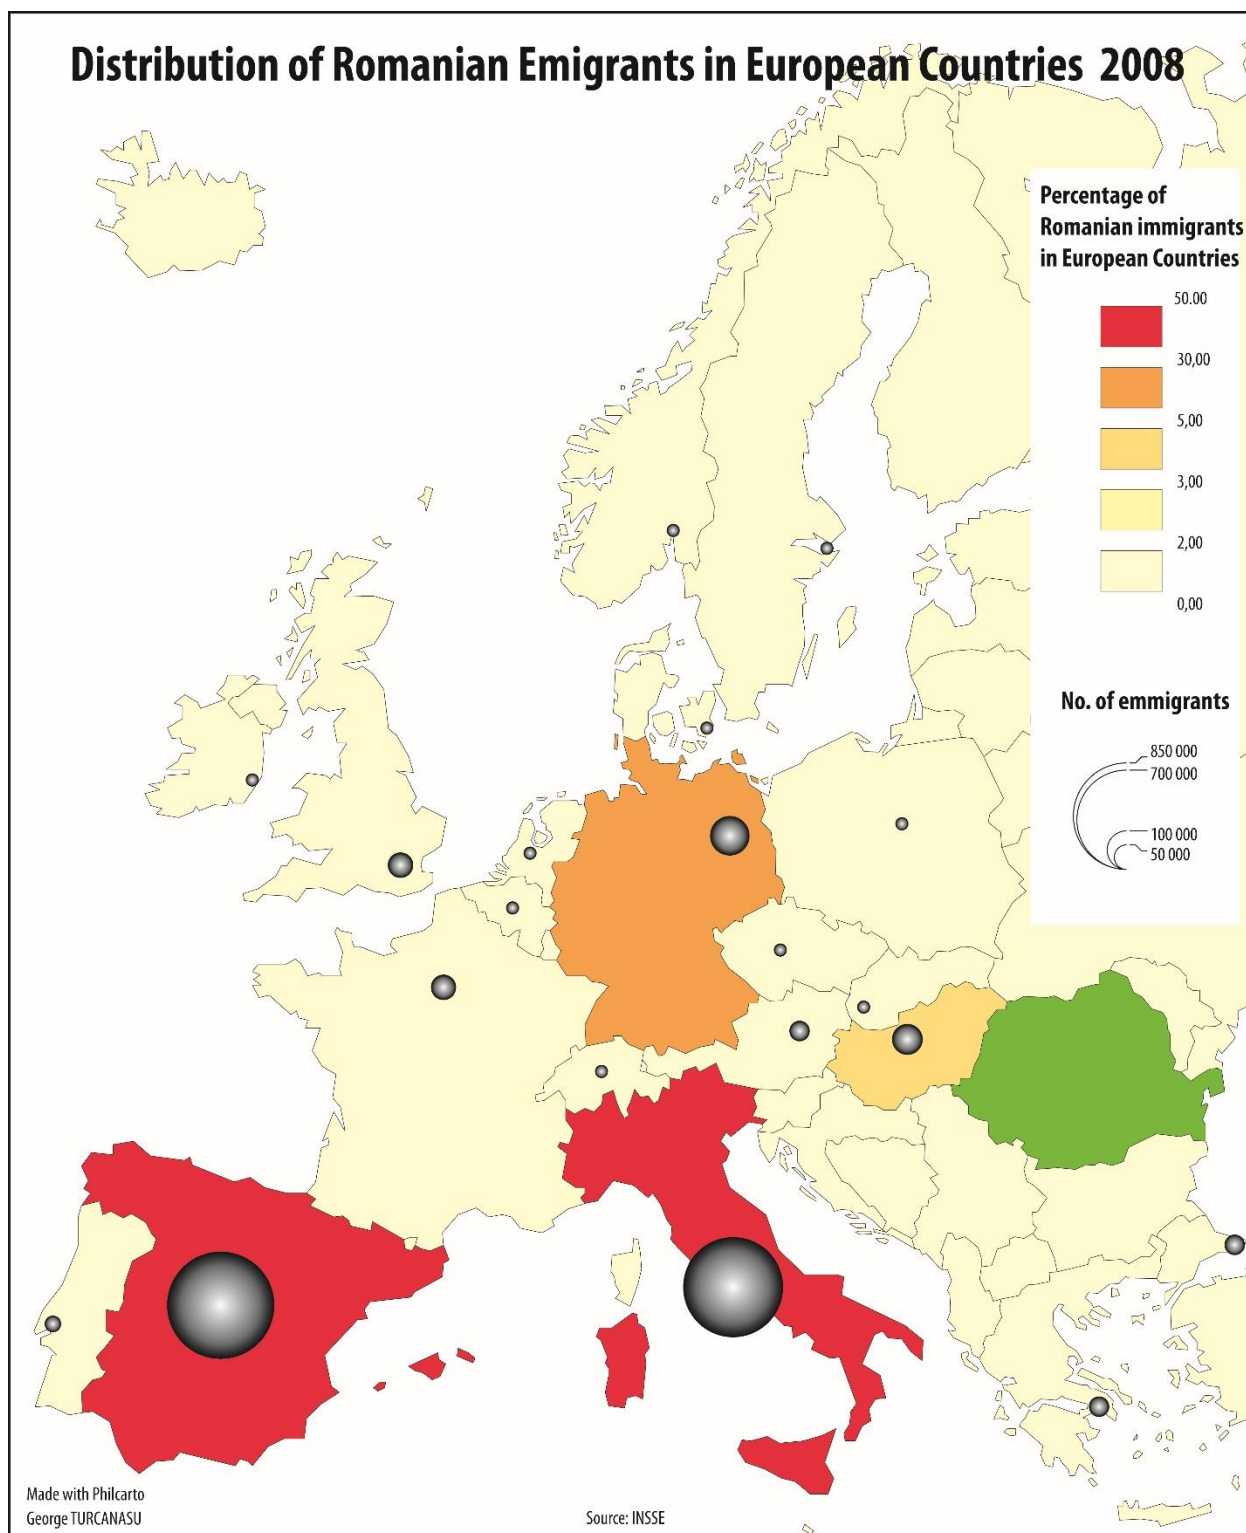 Distribution of Romanian Emigrants in European Countries 2008
Percentage of
Romanian immigrants
in European Countries
50.00
30,00
5,00
3,00
2,00
0,00
No. of emmigrants
850 000
700 000
100 000
50 000
Made with Philcarto
George TURCANASU
Source: INSSE